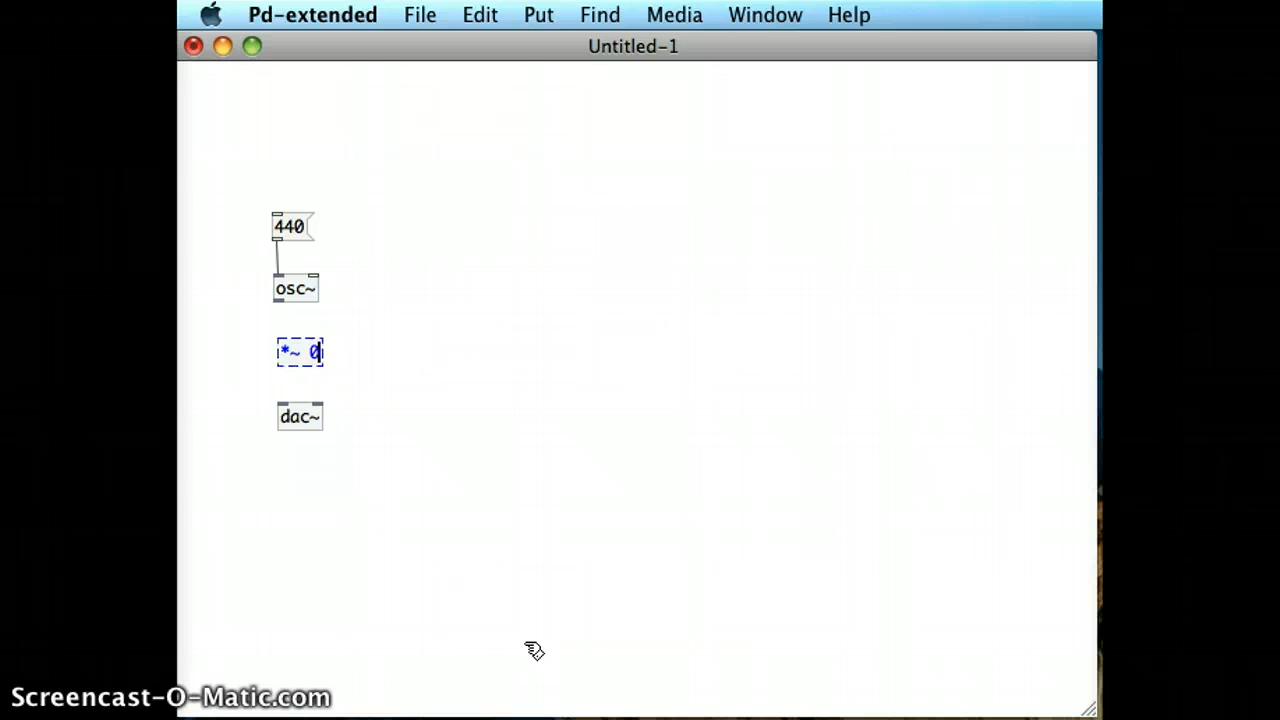 Pd-extended File Edit Put Find Media Window Help
Untitled-1
440
osc~
*~ 0
dac~
Screencast-O-Matic.com